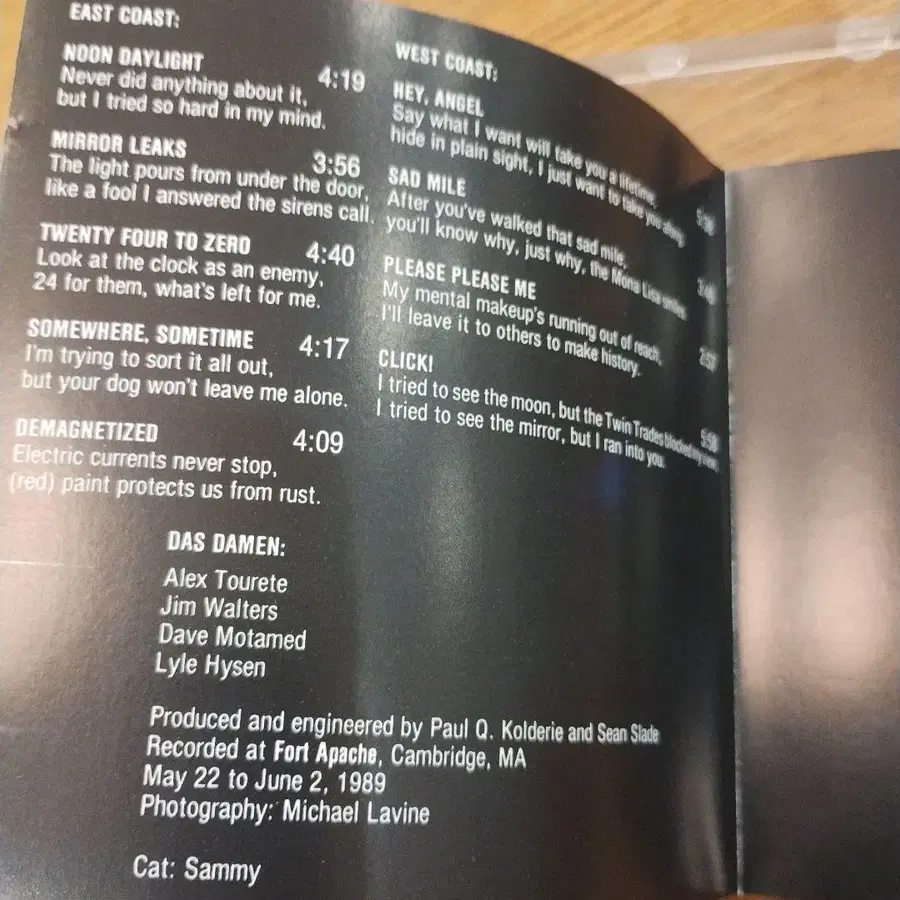 EAST COAST:
NOON DAYLIGHT 4:19
Never did anything about it,
but I tried so hard in my mind.
MIRROR LEAKS 3:56
The light pours from under the door,
like a fool I answered the sirens call.
TWENTY FOUR TO ZERO 4:40
Look at the clock as an enemy,
24 for them, what's left for me.
SOMEWHERE, SOMETIME 4:17
I'm trying to sort it all out,
but your dog won't leave me alone.
DEMAGNETIZED 4:09
Electric currents never stop,
(red) paint protects us from rust.
WEST COAST:
HEY, ANGEL
Say what I want will take you a lifetime,
hide in plain sight, I just want to take you along
SAD MILE
After you've walked that sad mile,
you'll know why, just why, the Mona Lisa smiles
PLEASE PLEASE ME 2:57
My mental makeup's running out of reach,
I'll leave it to others to make history.
CLICK! 5:58
I tried to see the moon, but the Twin Trades blocked my view,
I tried to see the mirror, but I ran into you.
DAS DAMEN:
Alex Tourete
Jim Walters
Dave Motamed
Lyle Hysen
Produced and engineered by Paul Q. Kolderie and Sean Slade
Recorded at Fort Apache, Cambridge, MA
May 22 to June 2, 1989
Photography: Michael Lavine
Cat: Sammy